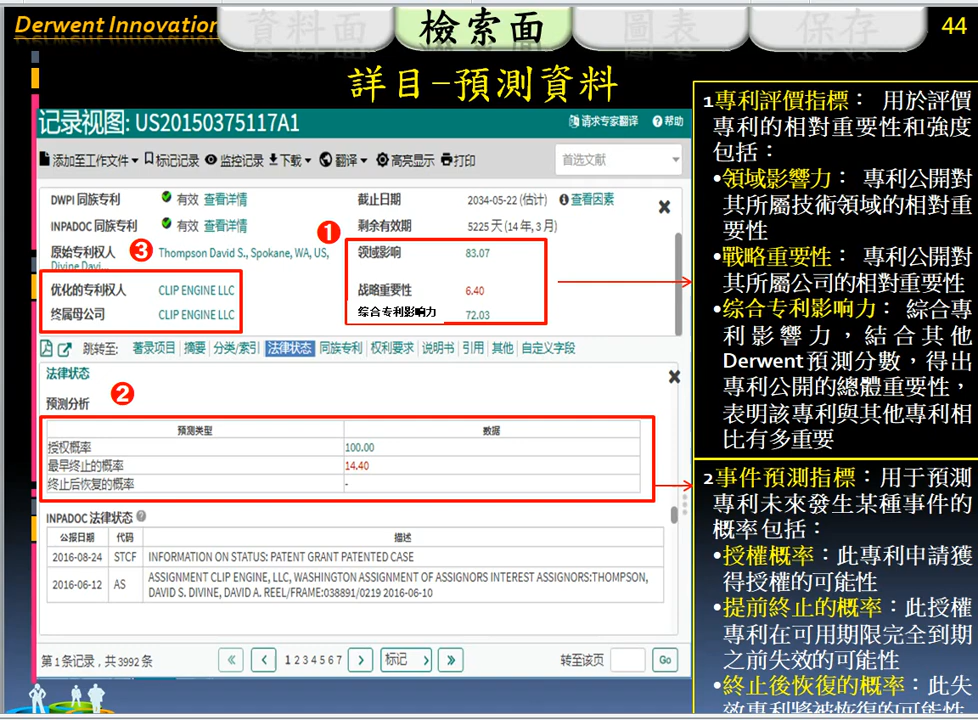 Derwent Innovation
資料面
檢索面
圖表
保存
44
詳目-預測資料
记录视图: US20150375117A1
请求专家翻译
帮助
添加至工作文件
标记记录
监控记录
下载
翻译
高亮显示
打印
首选文献
DWPI 同族专利
有效 查看详情
截止日期
2034-05-22 (估计)
查看因素
INPADOC 同族专利
有效 查看详情
剩余有效期
5225 天 (14 年, 3 月)
原始专利权人
Thompson David S., Spokane, WA, US,
Divine Davi...
1
3
领域影响
83.07
优化的专利权人
CLIP ENGINE LLC
战略重要性
6.40
终属母公司
CLIP ENGINE LLC
综合专利影响力
72.03
跳转至: 著录项目 | 摘要 | 分类/索引 | 法律状态 | 同族专利 | 权利要求 | 说明书 | 引用 | 其他 | 自定义字段
法律状态
2
预测分析
预测类型 数据
授权概率 100.00
最早终止的概率 14.40
终止后恢复的概率 -
INPADOC 法律状态
公报日期 代码 描述
2016-08-24 STCF INFORMATION ON STATUS: PATENT GRANT PATENTED CASE
2016-06-12 AS ASSIGNMENT CLIP ENGINE, LLC, WASHINGTON ASSIGNMENT OF ASSIGNORS INTEREST ASSIGNORS:THOMPSON,
DAVID S. DIVINE, DAVID A. REEL/FRAME:038891/0219 2016-06-10
第 1 条记录，共 3992 条
« < 1 2 3 4 5 6 7 > 标记 > »
转至该页
Go
1專利評價指標： 用於評價
專利的相對重要性和強度
包括：
•領域影響力： 專利公開對
其所屬技術領域的相對重
要性
•戰略重要性： 專利公開對
其所屬公司的相對重要性
•综合专利影响力： 綜合專
利影響力，結合其他
Derwent預測分數，得出
專利公開的總體重要性，
表明該專利與其他專利相
比有多重要
2事件預測指標：用于預測
專利未來發生某種事件的
概率包括：
•授權概率：此專利申請獲
得授權的可能性
•提前終止的概率：此授權
專利在可用期限完全到期
之前失效的可能性
•終止後恢復的概率：此失
效專利將被恢復的可能性